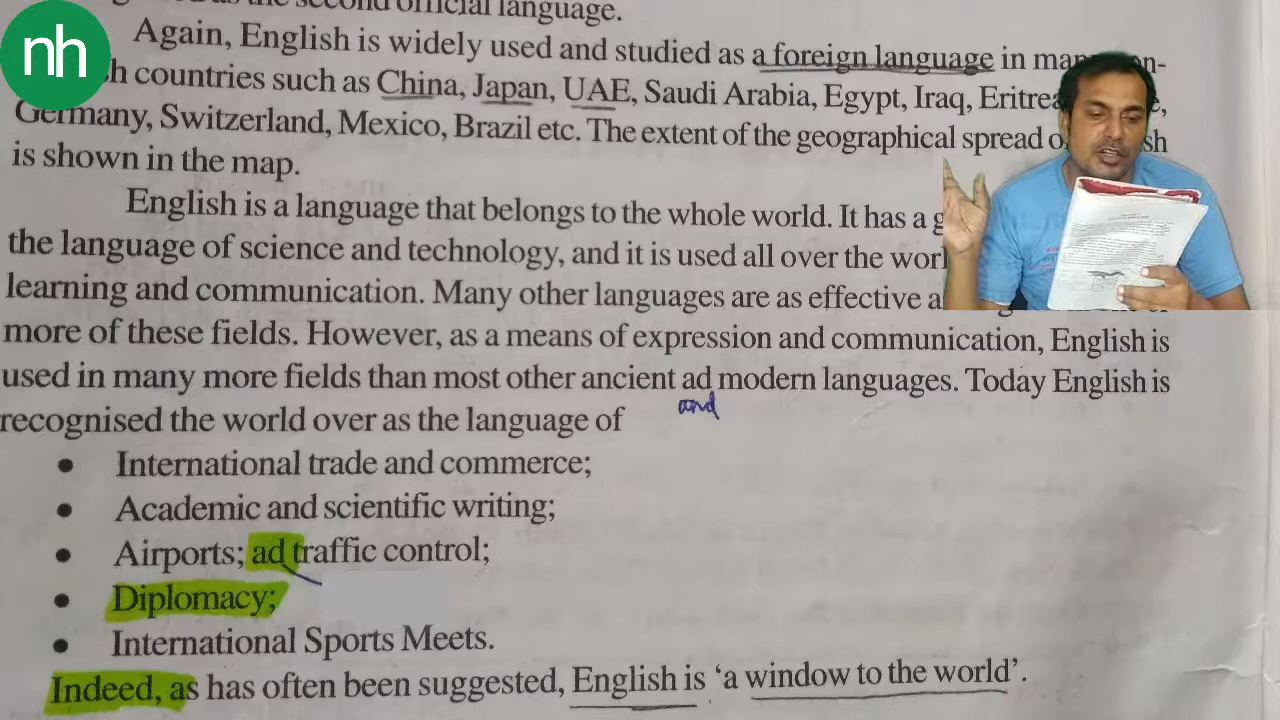 as the second official language.
nh
Again, English is widely used and studied as a foreign language in
countries such as China, Japan, UAE, Saudi Arabia, Egypt, Iraq,
Germany, Switzerland, Mexico, Brazil etc. The extent of the geographical spread
is shown in the map.
English is a language that belongs to the whole world. It has a
the language of science and technology, and it is used all over the
learning and communication. Many other languages are as effective
more of these fields. However, as a means of expression and communication, English is
used in many more fields than most other ancient ad modern languages. Today English is
and
recognised the world over as the language of
• International trade and commerce;
• Academic and scientific writing;
• Airports; ad traffic control;
• Diplomacy;
• International Sports Meets.
Indeed, as has often been suggested, English is ‘a window to the world’.